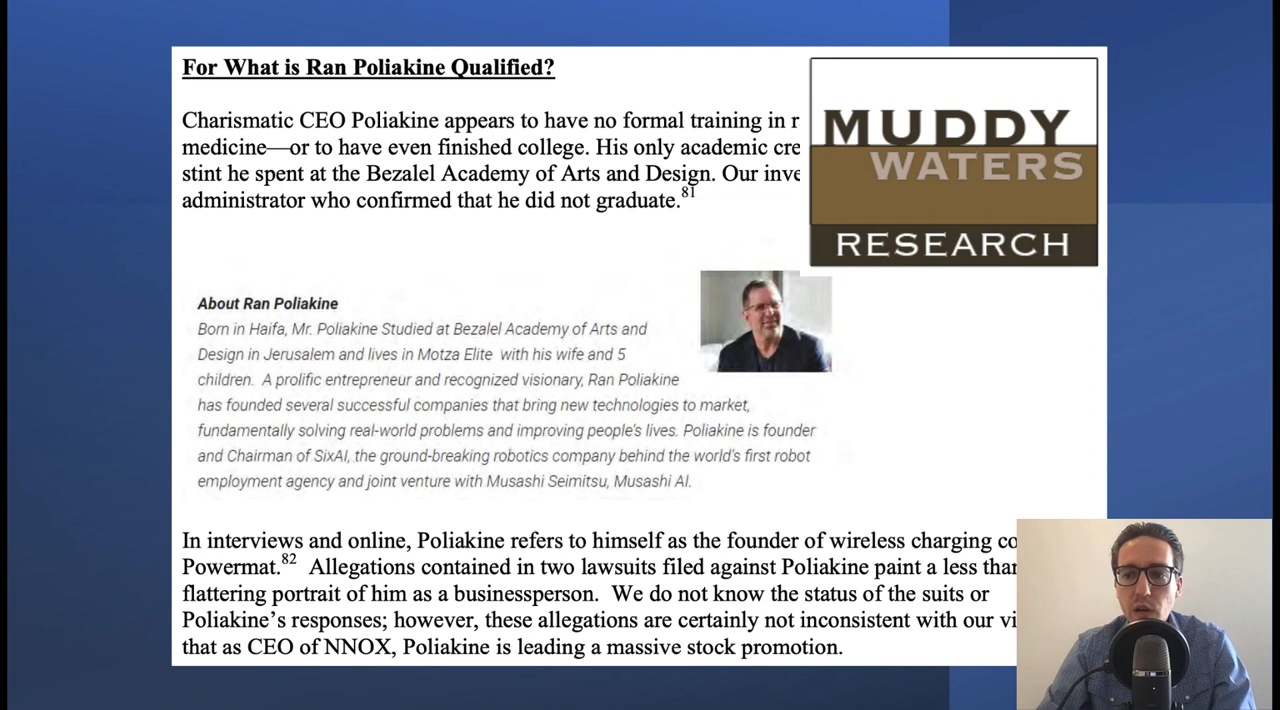 For What is Ran Poliakine Qualified?
Charismatic CEO Poliakine appears to have no formal training in
medicine—or to have even finished college. His only academic
stint he spent at the Bezalel Academy of Arts and Design. Our
administrator who confirmed that he did not graduate.81
MUDDY
WATERS
RESEARCH
About Ran Poliakine
Born in Haifa, Mr. Poliakine Studied at Bezalel Academy of Arts and
Design in Jerusalem and lives in Motza Elite with his wife and 5
children. A prolific entrepreneur and recognized visionary, Ran Poliakine
has founded several successful companies that bring new technologies to market,
fundamentally solving real-world problems and improving people's lives. Poliakine is founder
and Chairman of SixAI, the ground-breaking robotics company behind the world's first robot
employment agency and joint venture with Musashi Seimitsu, Musashi AI.
In interviews and online, Poliakine refers to himself as the founder of wireless charging
Powermat.82 Allegations contained in two lawsuits filed against Poliakine paint a less
flattering portrait of him as a businessperson. We do not know the status of the suits or
Poliakine's responses; however, these allegations are certainly not inconsistent with our
that as CEO of NNOX, Poliakine is leading a massive stock promotion.